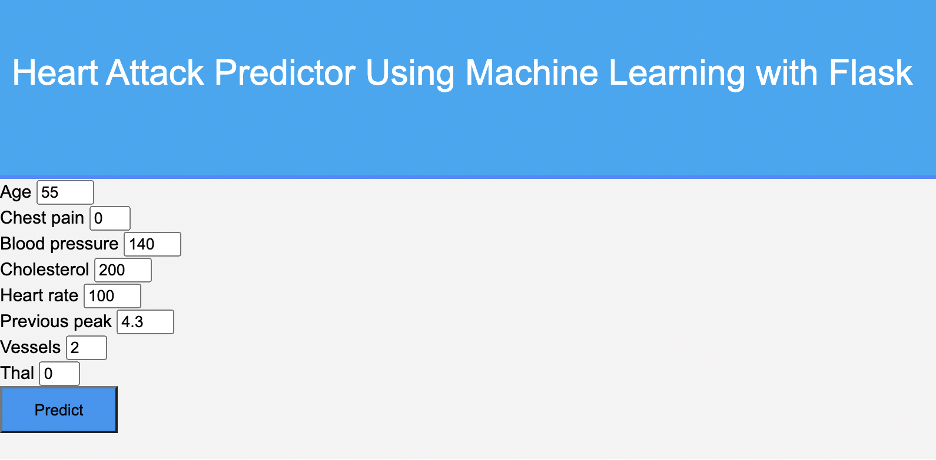 Heart Attack Predictor Using Machine Learning with Flask
Age 55
Chest pain 0
Blood pressure 140
Cholesterol 200
Heart rate 100
Previous peak 4.3
Vessels 2
Thal 0
Predict